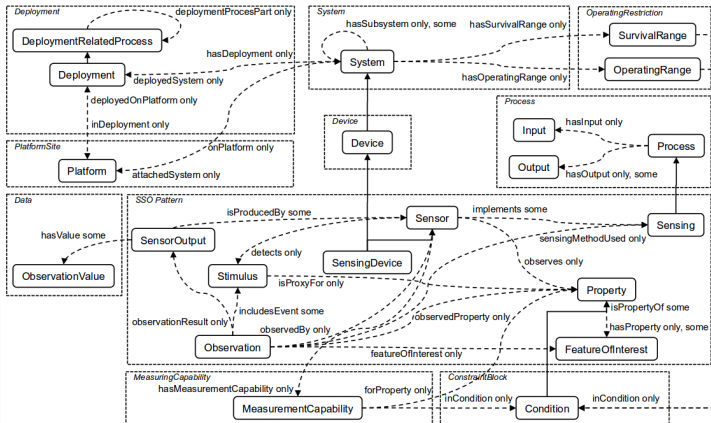 Deployment
deploymentProcesPart only
DeploymentRelatedProcess
Deployment
hasDeployment only
deployedSystem only
deployedOnPlatform only
inDeployment only
System
hasSubsystem only, some
System
hasSurvivalRange only
hasOperatingRange only
OperatingRestriction
SurvivalRange
OperatingRange
Process
Input
hasInput only
Process
Output
hasOutput only, some
Device
Device
PlatformSite
Platform
onPlatform only
attachedSystem only
Data
hasValue some
ObservationValue
SSO Pattern
isProducedBy some
Sensor
implements some
Sensing
SensorOutput
detects only
SensingDevice
sensingMethodUsed only
observes only
Stimulus
isProxyFor only
Property
includesEvent some
observationResult only
observedBy only
observedProperty only
isPropertyOf some
hasProperty only, some
Observation
featureOfInterest only
FeatureOfInterest
MeasuringCapability
hasMeasurementCapability only
forProperty only
MeasurementCapability
ConstraintBlock
inCondition only
Condition
inCondition only